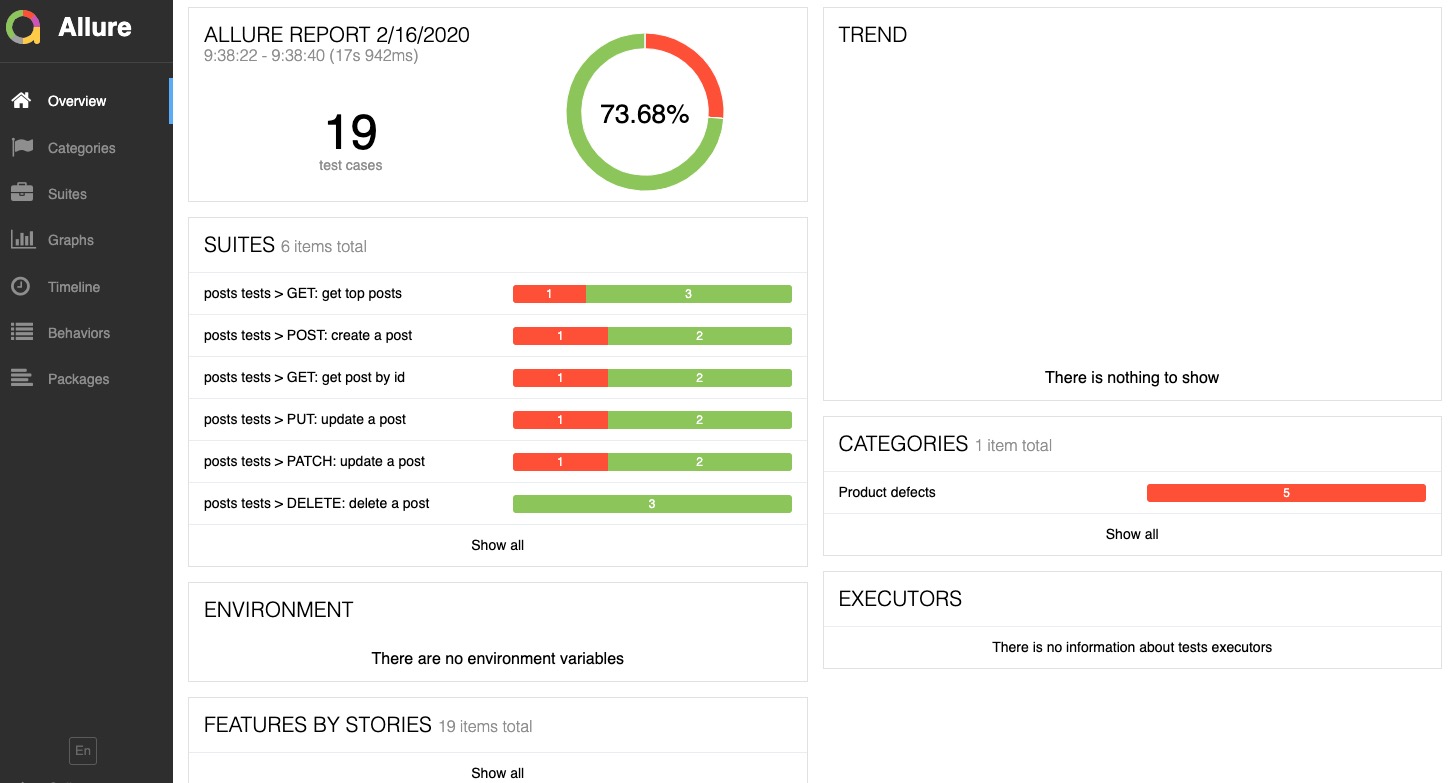 Allure
Overview
Categories
Suites
Graphs
Timeline
Behaviors
Packages
En
ALLURE REPORT 2/16/2020
9:38:22 - 9:38:40 (17s 942ms)
19
test cases
73.68%
SUITES 6 items total
posts tests > GET: get top posts 1 3
posts tests > POST: create a post 1 2
posts tests > GET: get post by id 1 2
posts tests > PUT: update a post 1 2
posts tests > PATCH: update a post 1 2
posts tests > DELETE: delete a post 3
Show all
ENVIRONMENT
There are no environment variables
FEATURES BY STORIES 19 items total
Show all
TREND
There is nothing to show
CATEGORIES 1 item total
Product defects 5
Show all
EXECUTORS
There is no information about tests executors